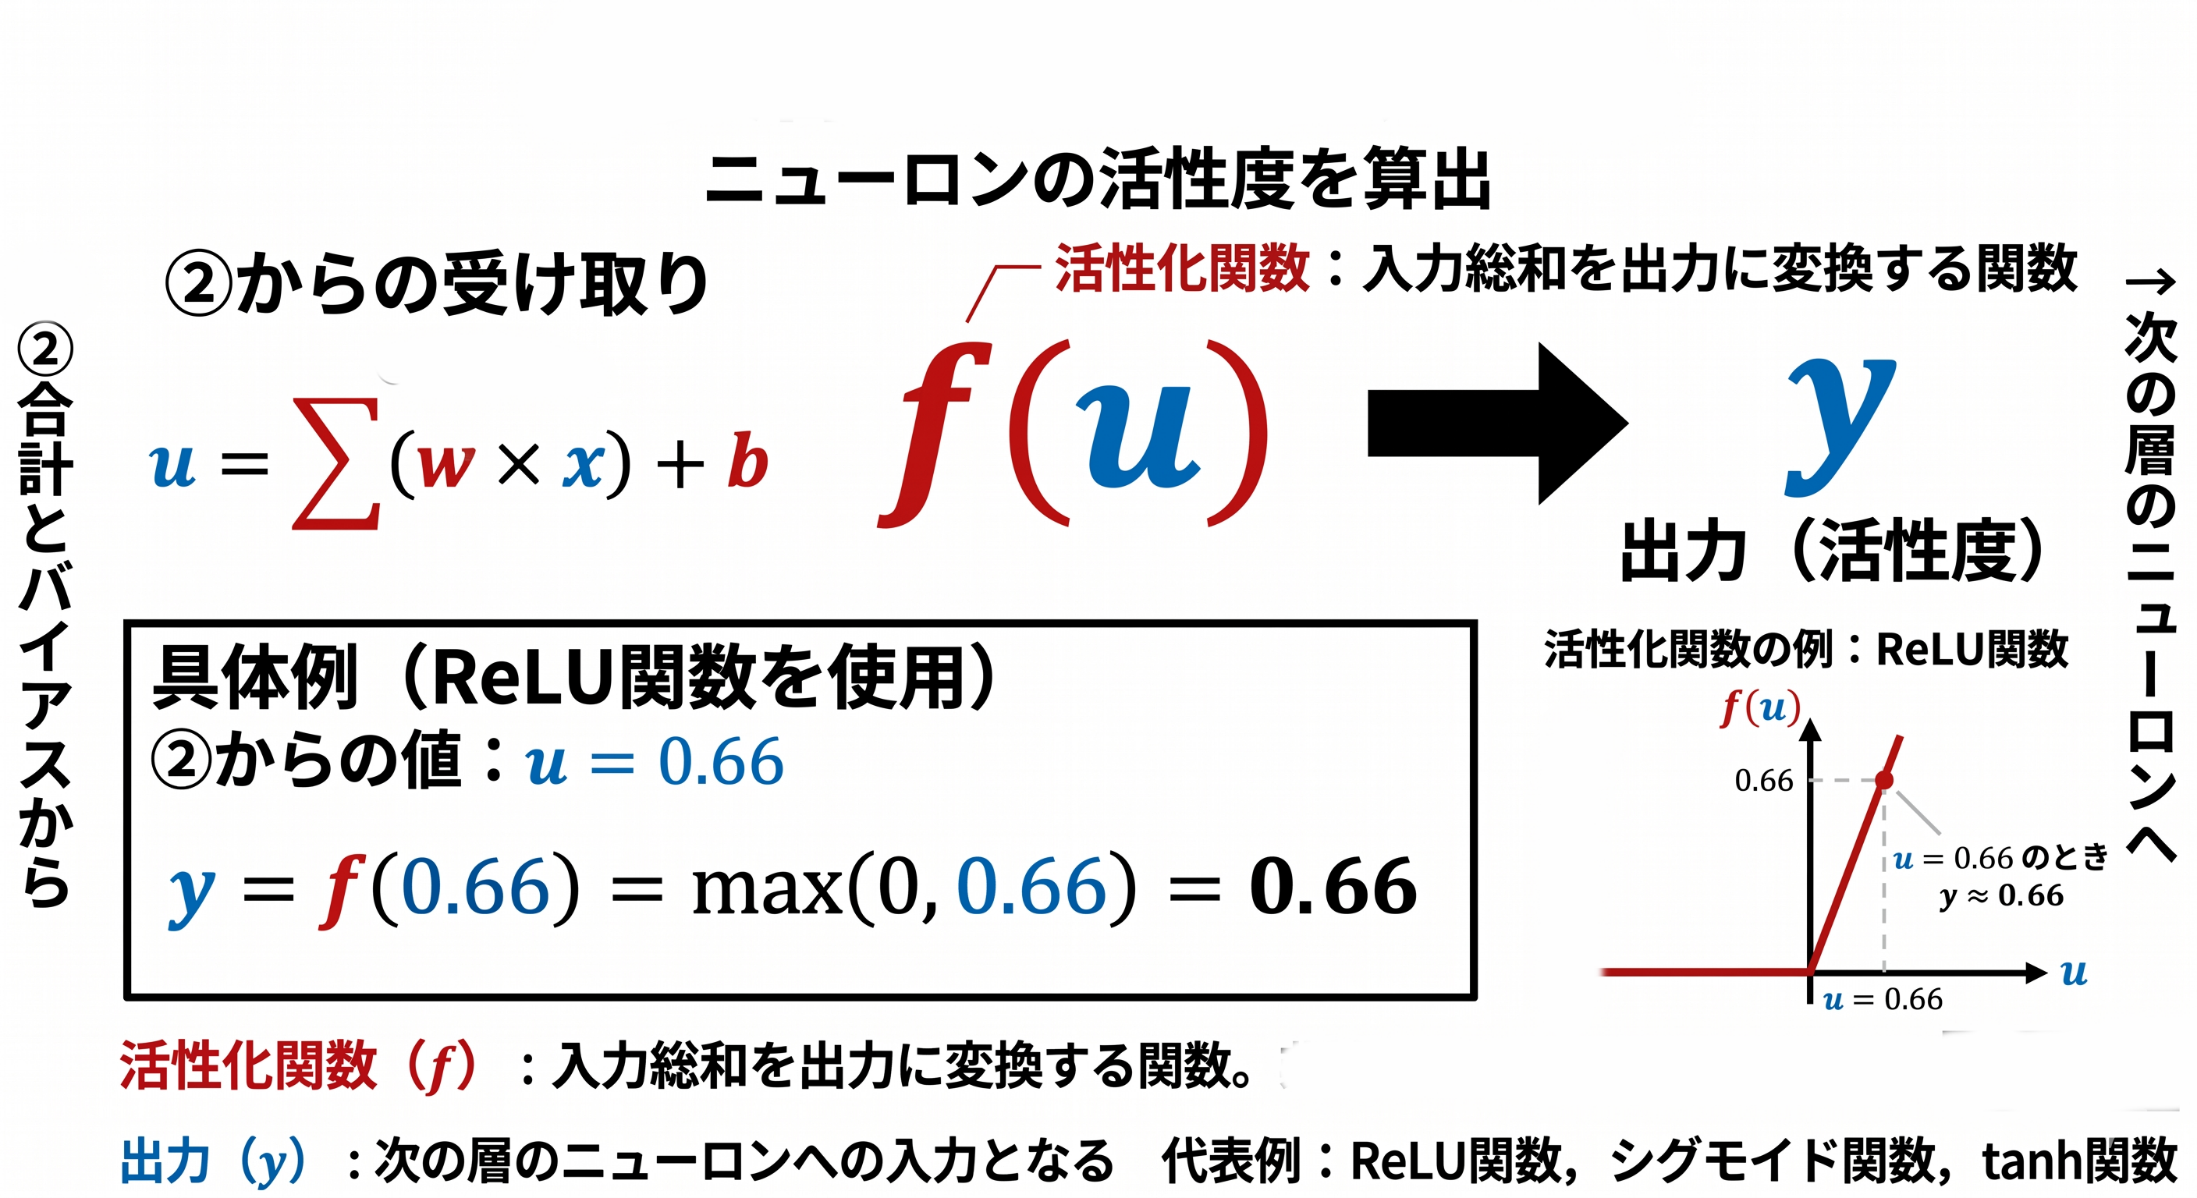 ニューロンの活性度を算出
②からの受け取り
活性化関数：入力総和を出力に変換する関数
②合計とバイアスから
u = ∑(w × x) + b
f(u)
y
出力（活性度）
→次の層のニューロンへ
具体例（ReLU関数を使用）
②からの値：u = 0.66
y = f(0.66) = max(0, 0.66) = 0.66
活性化関数の例：ReLU関数
f(u)
0.66
u = 0.66 のとき
y ≈ 0.66
u
u = 0.66
活性化関数（f）：入力総和を出力に変換する関数。
出力（y）：次の層のニューロンへの入力となる　代表例：ReLU関数，シグモイド関数，tanh関数